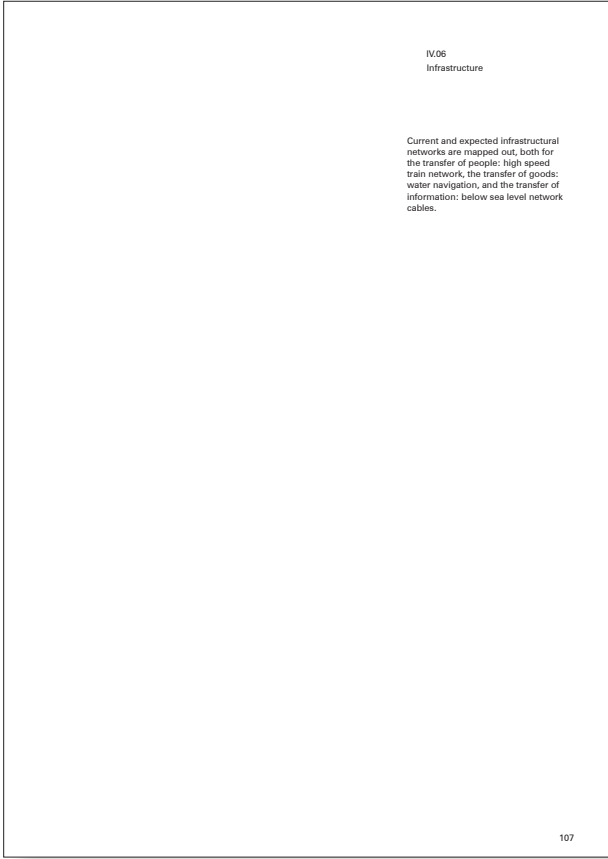 IV.06
Infrastructure
Current and expected infrastructural
networks are mapped out, both for
the transfer of people: high speed
train network, the transfer of goods:
water navigation, and the transfer of
information: below sea level network
cables.
107